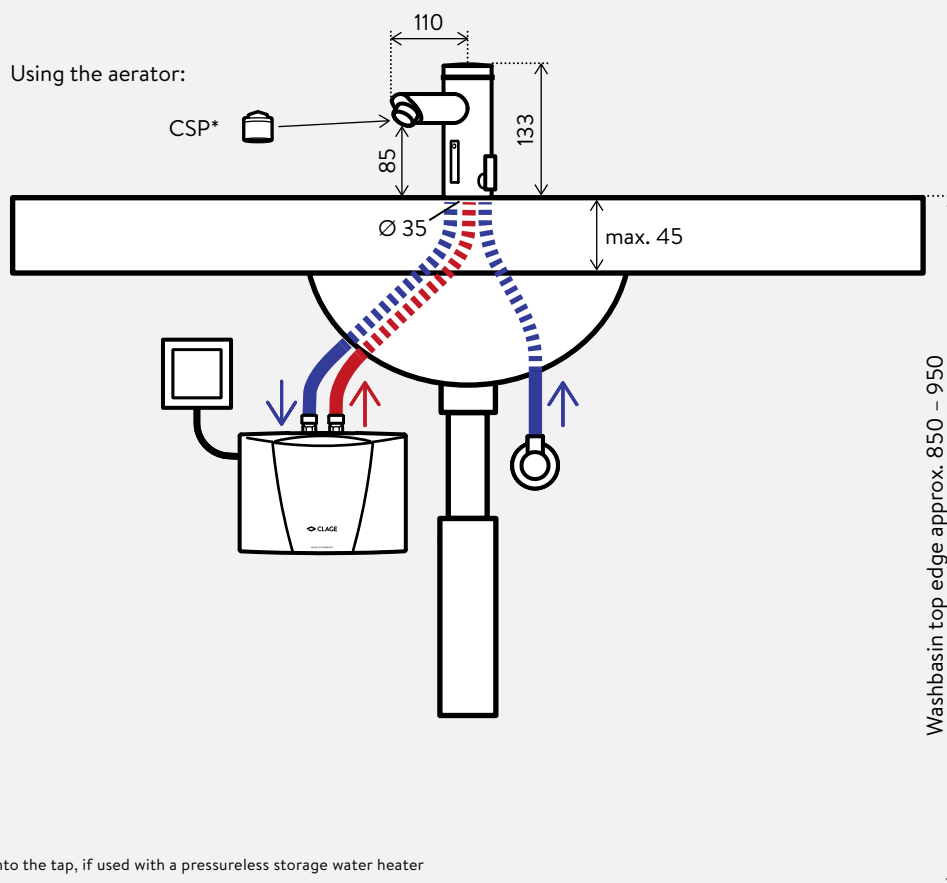 110
Using the aerator:
CSP*
133
85
Ø 35
max. 45
Washbasin top edge approx. 850 – 950
CLAGE
to the tap, if used with a pressureless storage water heater